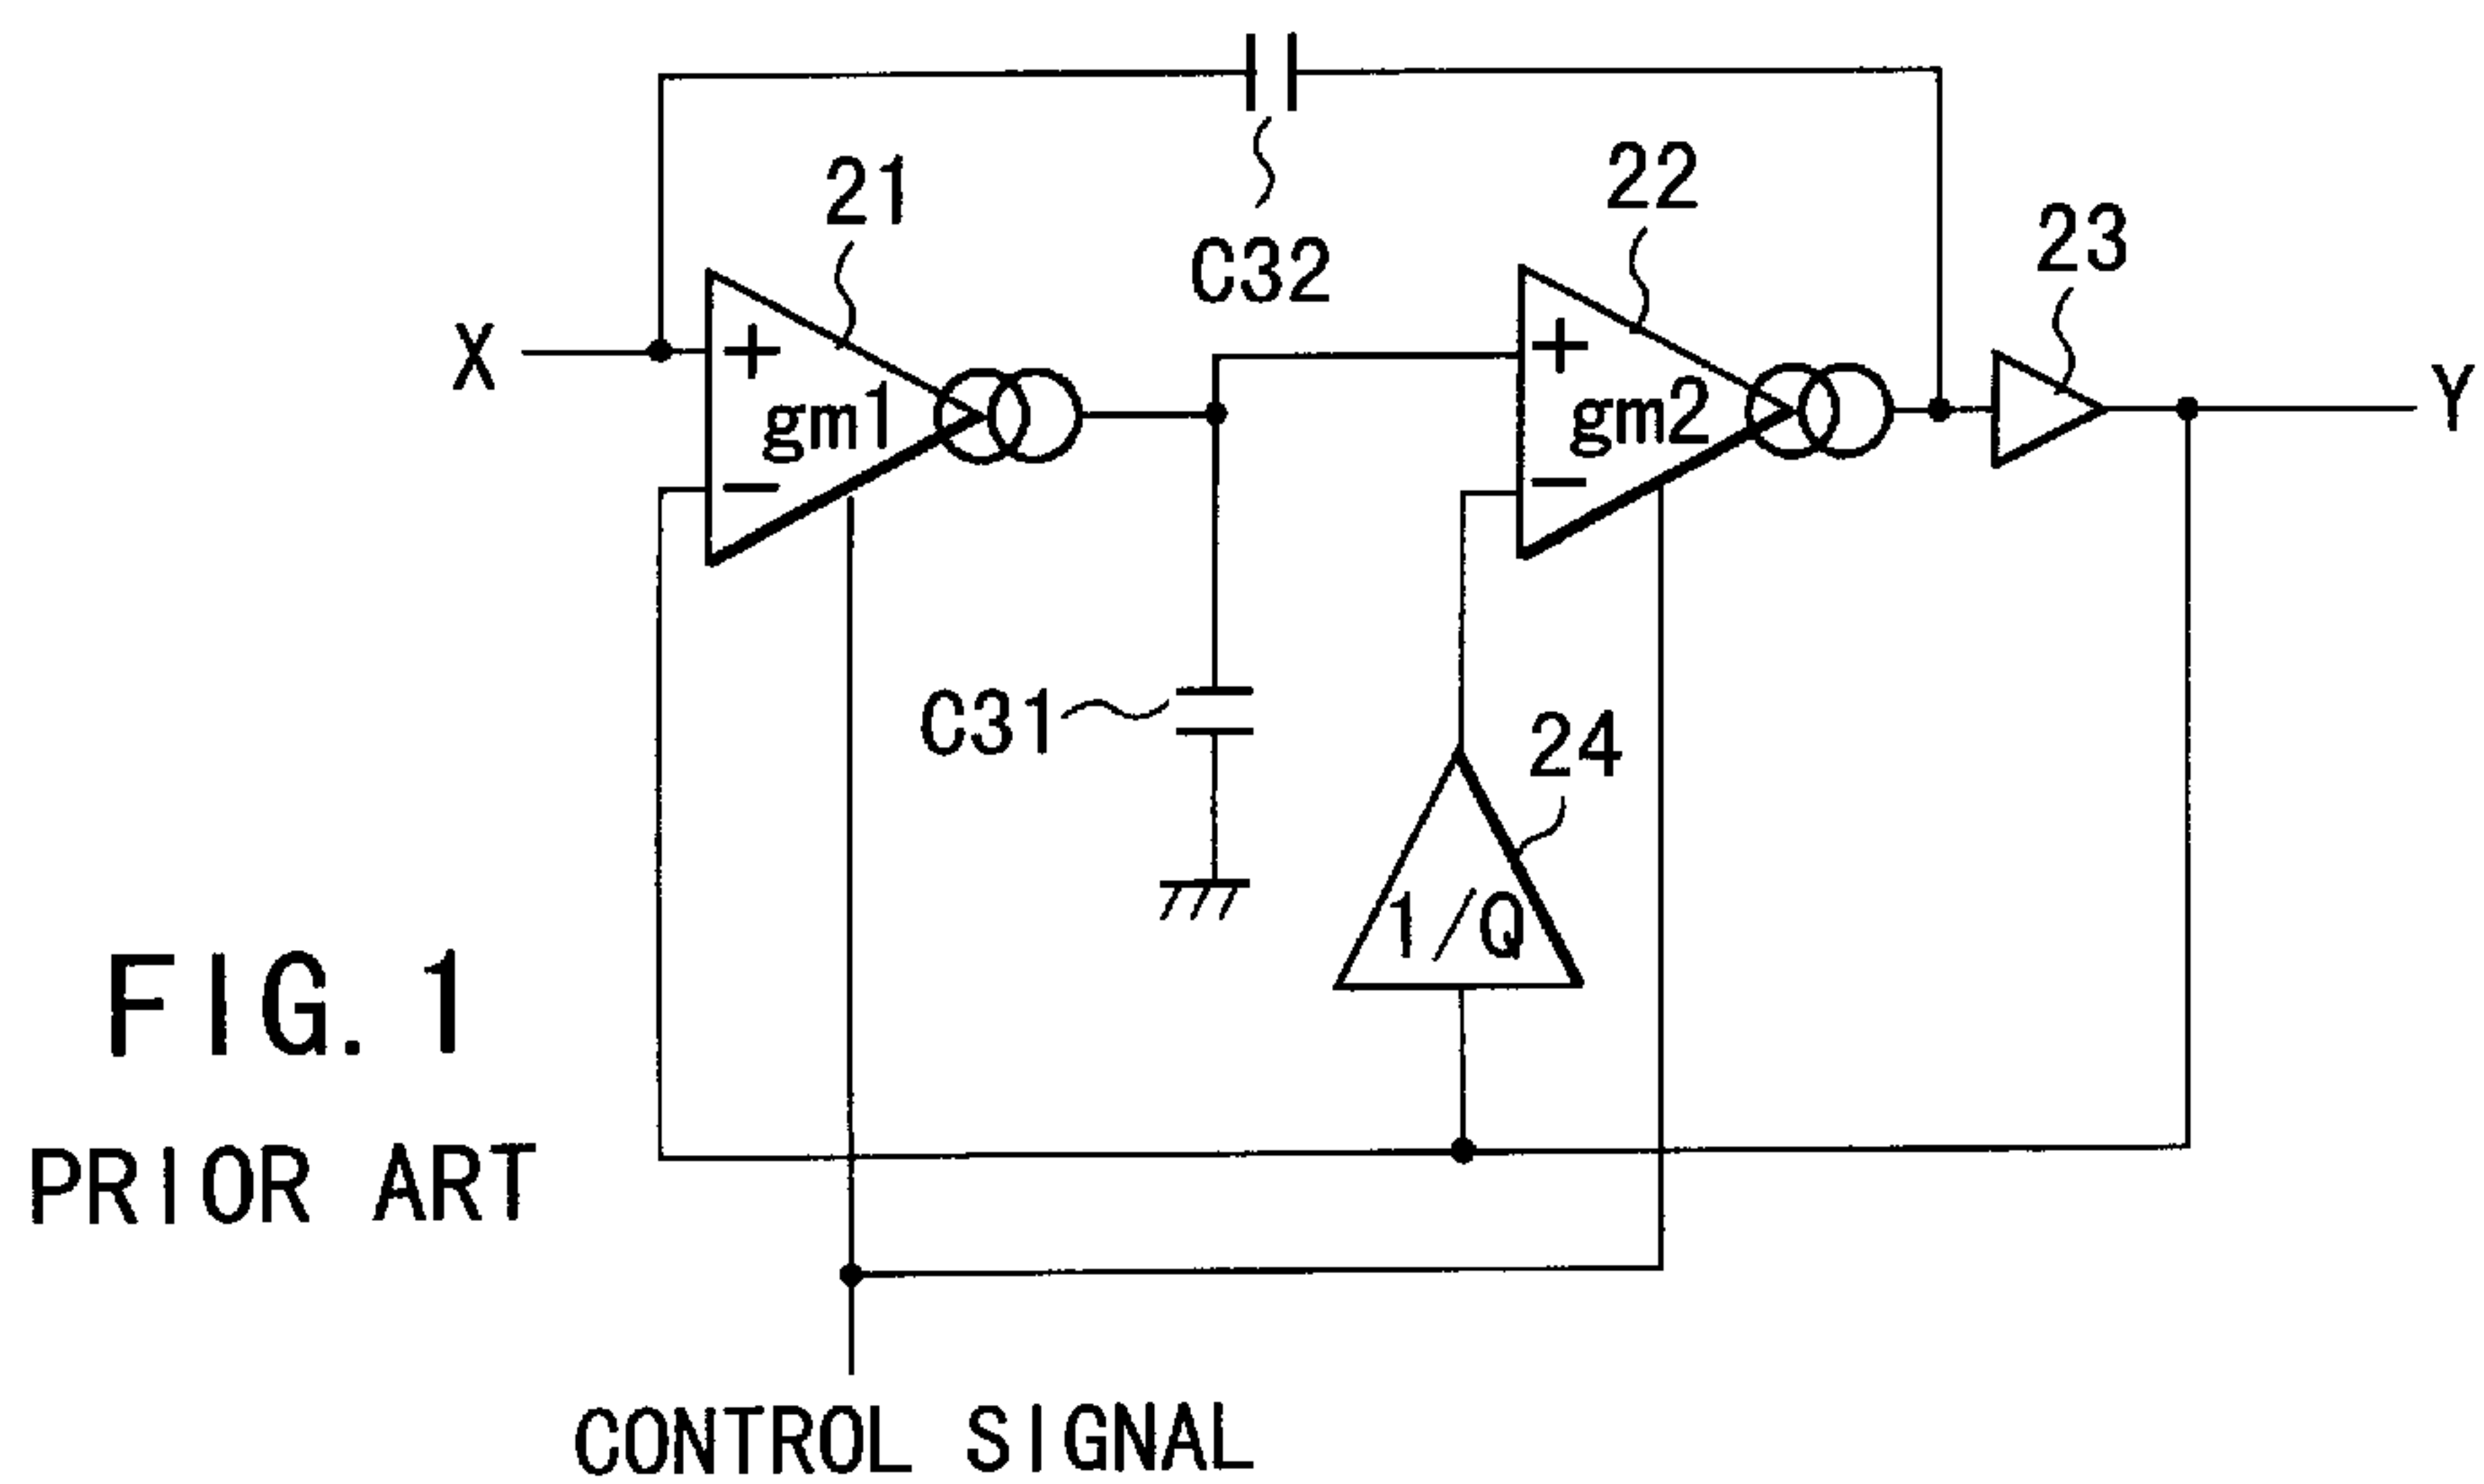 21
22
23
C32
X
+
gm1
−
+
gm2
−
Y
C31
24
1/Q
FIG. 1
PRIOR ART
CONTROL SIGNAL